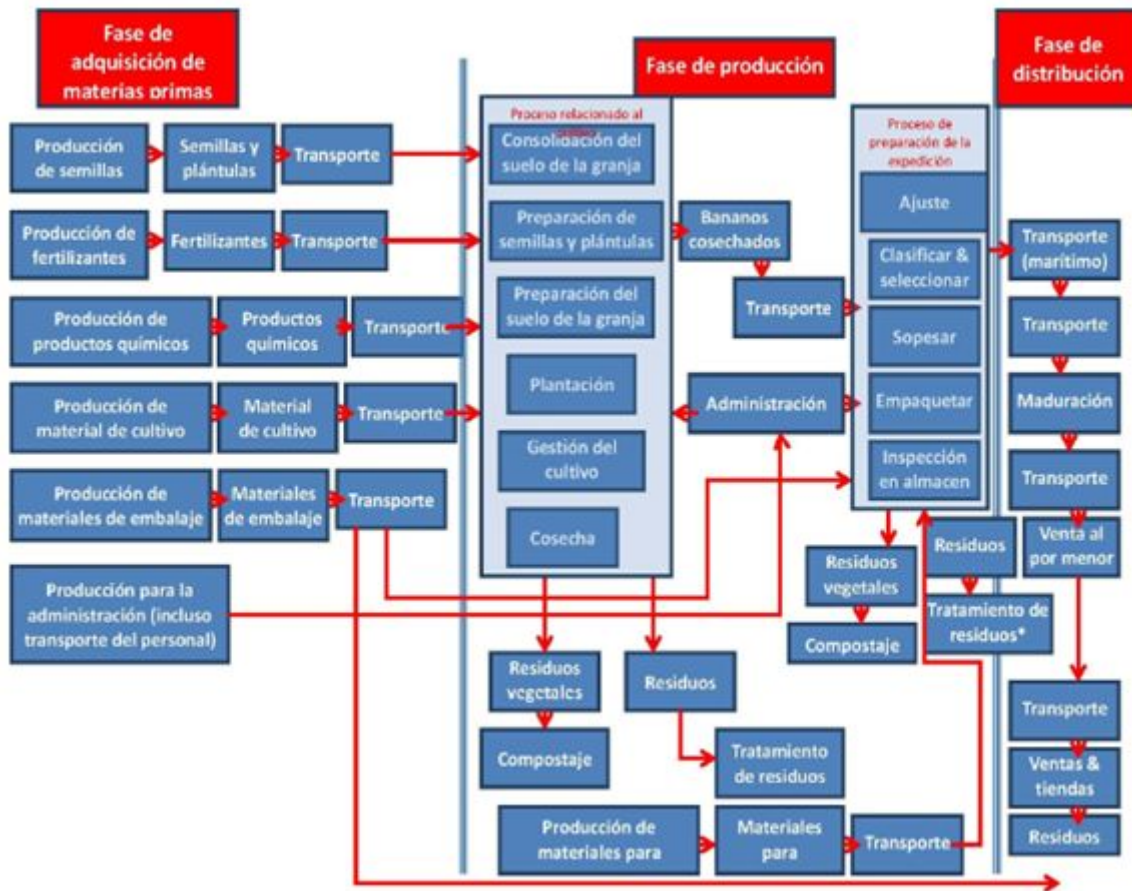 Fase de
adquisición de
materias primas
Fase de producción
Fase de
distribución
Producción
de semillas
Semillas y
plántulas
Transporte
Producción de
fertilizantes
Fertilizantes
Transporte
Producción de
productos químicos
Productos
químicos
Transporte
Producción de
material de cultivo
Material
de cultivo
Transporte
Producción de
materiales de embalaje
Materiales
de embalaje
Transporte
Producción para la
administración (incluso
transporte del personal)
Proceso relacionado al
Consolidación del
suelo de la granja
Preparación de
semillas y plántulas
Preparación del
suelo de la granja
Plantación
Gestión del
cultivo
Cosecha
Bananos
cosechados
Transporte
Administración
Proceso de
preparación de la
expedición
Ajuste
Clasificar &
seleccionar
Sopesar
Empaquetar
Inspección
en almacen
Residuos
vegetales
Compostaje
Residuos
Tratamiento
de residuos
Residuos
vegetales
Compostaje
Residuos
Tratamiento de
residuos*
Producción de
materiales para
Materiales
para
Transporte
Transporte
(marítimo)
Transporte
Maduración
Transporte
Venta al
por menor
Transporte
Ventas &
tiendas
Residuos